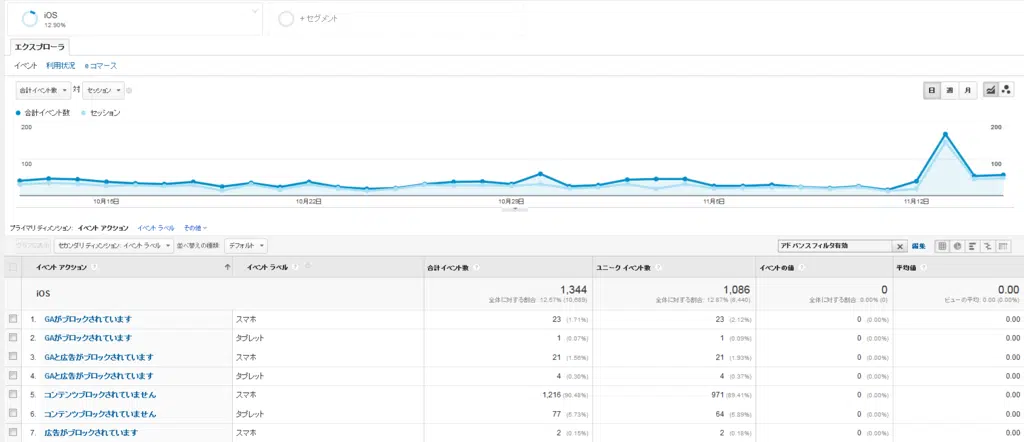 iOS
12.90%
+ セグメント
エクスプローラ
イベント 利用状況 eコマース
合計イベント数 対 セッション
日 週 月
合計イベント数 セッション
200 200
100 100
10月15日 10月22日 10月29日 11月5日 11月12日
プライマリ ディメンション: イベント アクション イベント ラベル その他
グラフに表示 セカンダリ ディメンション: イベント ラベル 並べ替えの種類: デフォルト アドバンス フィルタ有効 編集
イベント アクション ? イベント ラベル ? 合計イベント数 ? ユニーク イベント数 ? イベントの値 ? 平均値 ?
iOS 1,344 1,086 0 0.00
全体に対する割合: 12.57% (10,689) 全体に対する割合: 12.87% (8,440) 全体に対する割合: 0.00% (0) ビューの平均: 0.00 (0.00%)
1. GAがブロックされています スマホ 23 (1.71%) 23 (2.12%) 0 (0.00%) 0.00
2. GAがブロックされています タブレット 1 (0.07%) 1 (0.09%) 0 (0.00%) 0.00
3. GAと広告がブロックされています スマホ 21 (1.56%) 21 (1.93%) 0 (0.00%) 0.00
4. GAと広告がブロックされています タブレット 4 (0.30%) 4 (0.37%) 0 (0.00%) 0.00
5. コンテンツブロックされていません スマホ 1,216 (90.48%) 971 (89.41%) 0 (0.00%) 0.00
6. コンテンツブロックされていません タブレット 77 (5.73%) 64 (5.89%) 0 (0.00%) 0.00
7. 広告がブロックされています スマホ 2 (0.15%) 2 (0.18%) 0 (0.00%) 0.00